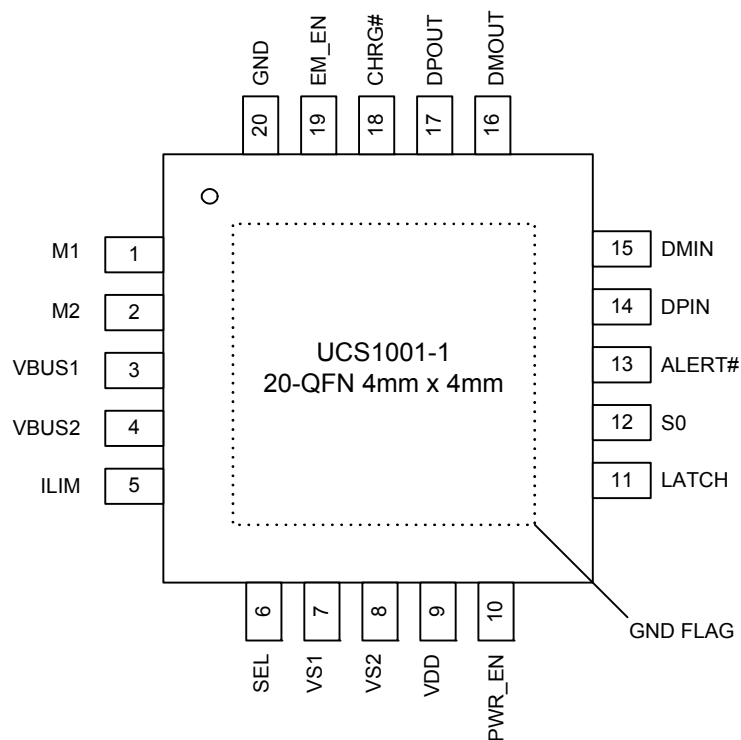 GND
EM_EN
CHRG#
DPOUT
DMOUT
20
19
18
17
16
M1
1
M2
2
VBUS1
3
VBUS2
4
ILIM
5
UCS1001-1
20-QFN 4mm x 4mm
15
DMIN
14
DPIN
13
ALERT#
12
S0
11
LATCH
6
7
8
9
10
SEL
VS1
VS2
VDD
PWR_EN
GND FLAG